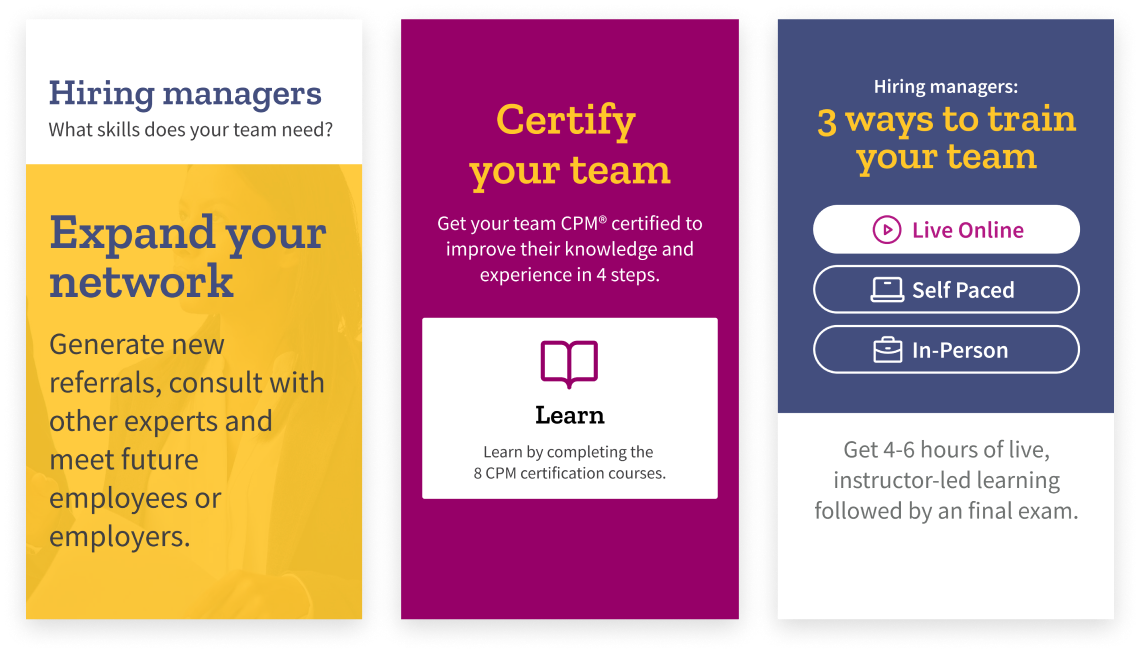 Hiring managers
What skills does your team need?
Expand your
network
Generate new
referrals, consult with
other experts and
meet future
employees or
employers.
Certify
your team
Get your team CPM® certified to
improve their knowledge and
experience in 4 steps.
Learn
Learn by completing the
8 CPM certification courses.
Hiring managers:
3 ways to train
your team
Live Online
Self Paced
In-Person
Get 4-6 hours of live,
instructor-led learning
followed by an final exam.